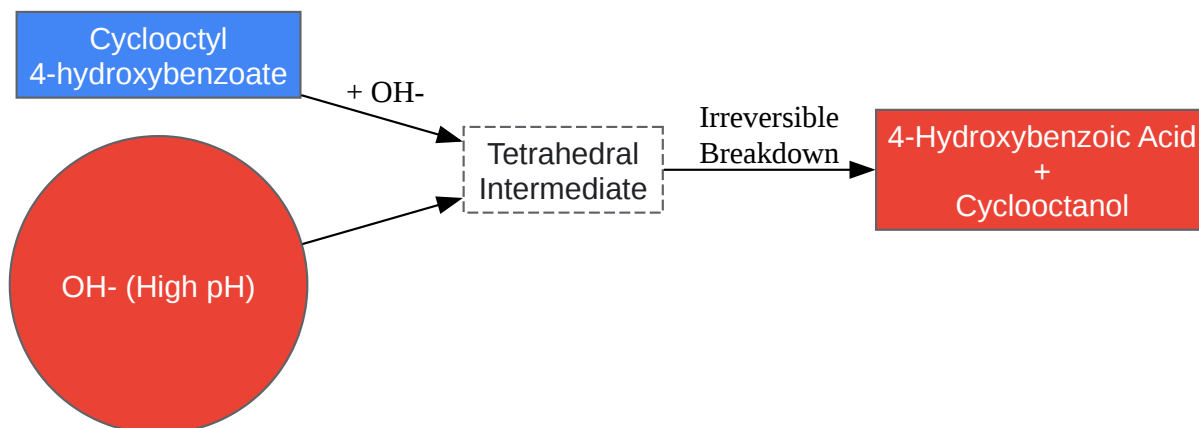 Cyclooctyl
4-hydroxybenzoate
+ OH-
OH- (High pH)
Tetrahedral
Intermediate
Irreversible
Breakdown
4-Hydroxybenzoic Acid
+
Cyclooctanol